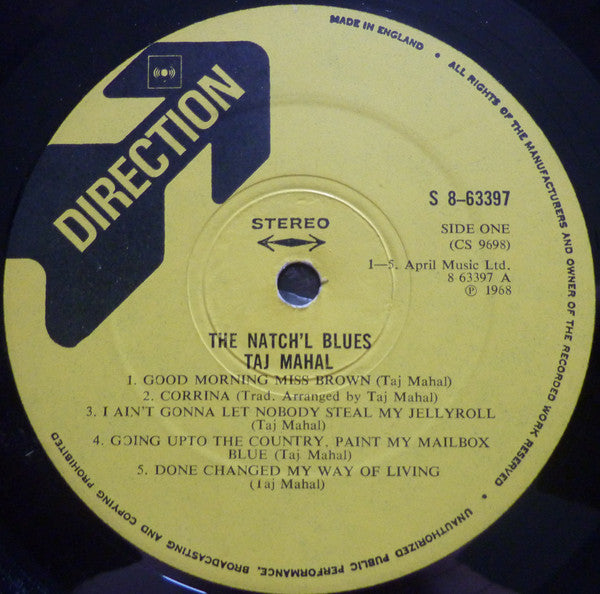 MADE IN ENGLAND • ALL RIGHTS OF THE MANUFACTURERS AND OWNER OF THE RECORDED WORK RESERVED • UNAUTHORIZED PUBLIC PERFORMANCE, BROADCASTING AND COPYING PROHIBITED
DIRECTION
S 8-63397
STEREO
SIDE ONE
(CS 9698)
1—5. April Music Ltd.
8 63397 A
℗ 1968
THE NATCH'L BLUES
TAJ MAHAL
1. GOOD MORNING MISS BROWN (Taj Mahal)
2. CORRINA (Trad. Arranged by Taj Mahal)
3. I AIN'T GONNA LET NOBODY STEAL MY JELLYROLL
(Taj Mahal)
4. GOING UPTO THE COUNTRY, PAINT MY MAILBOX
BLUE (Taj Mahal)
5. DONE CHANGED MY WAY OF LIVING
(Taj Mahal)